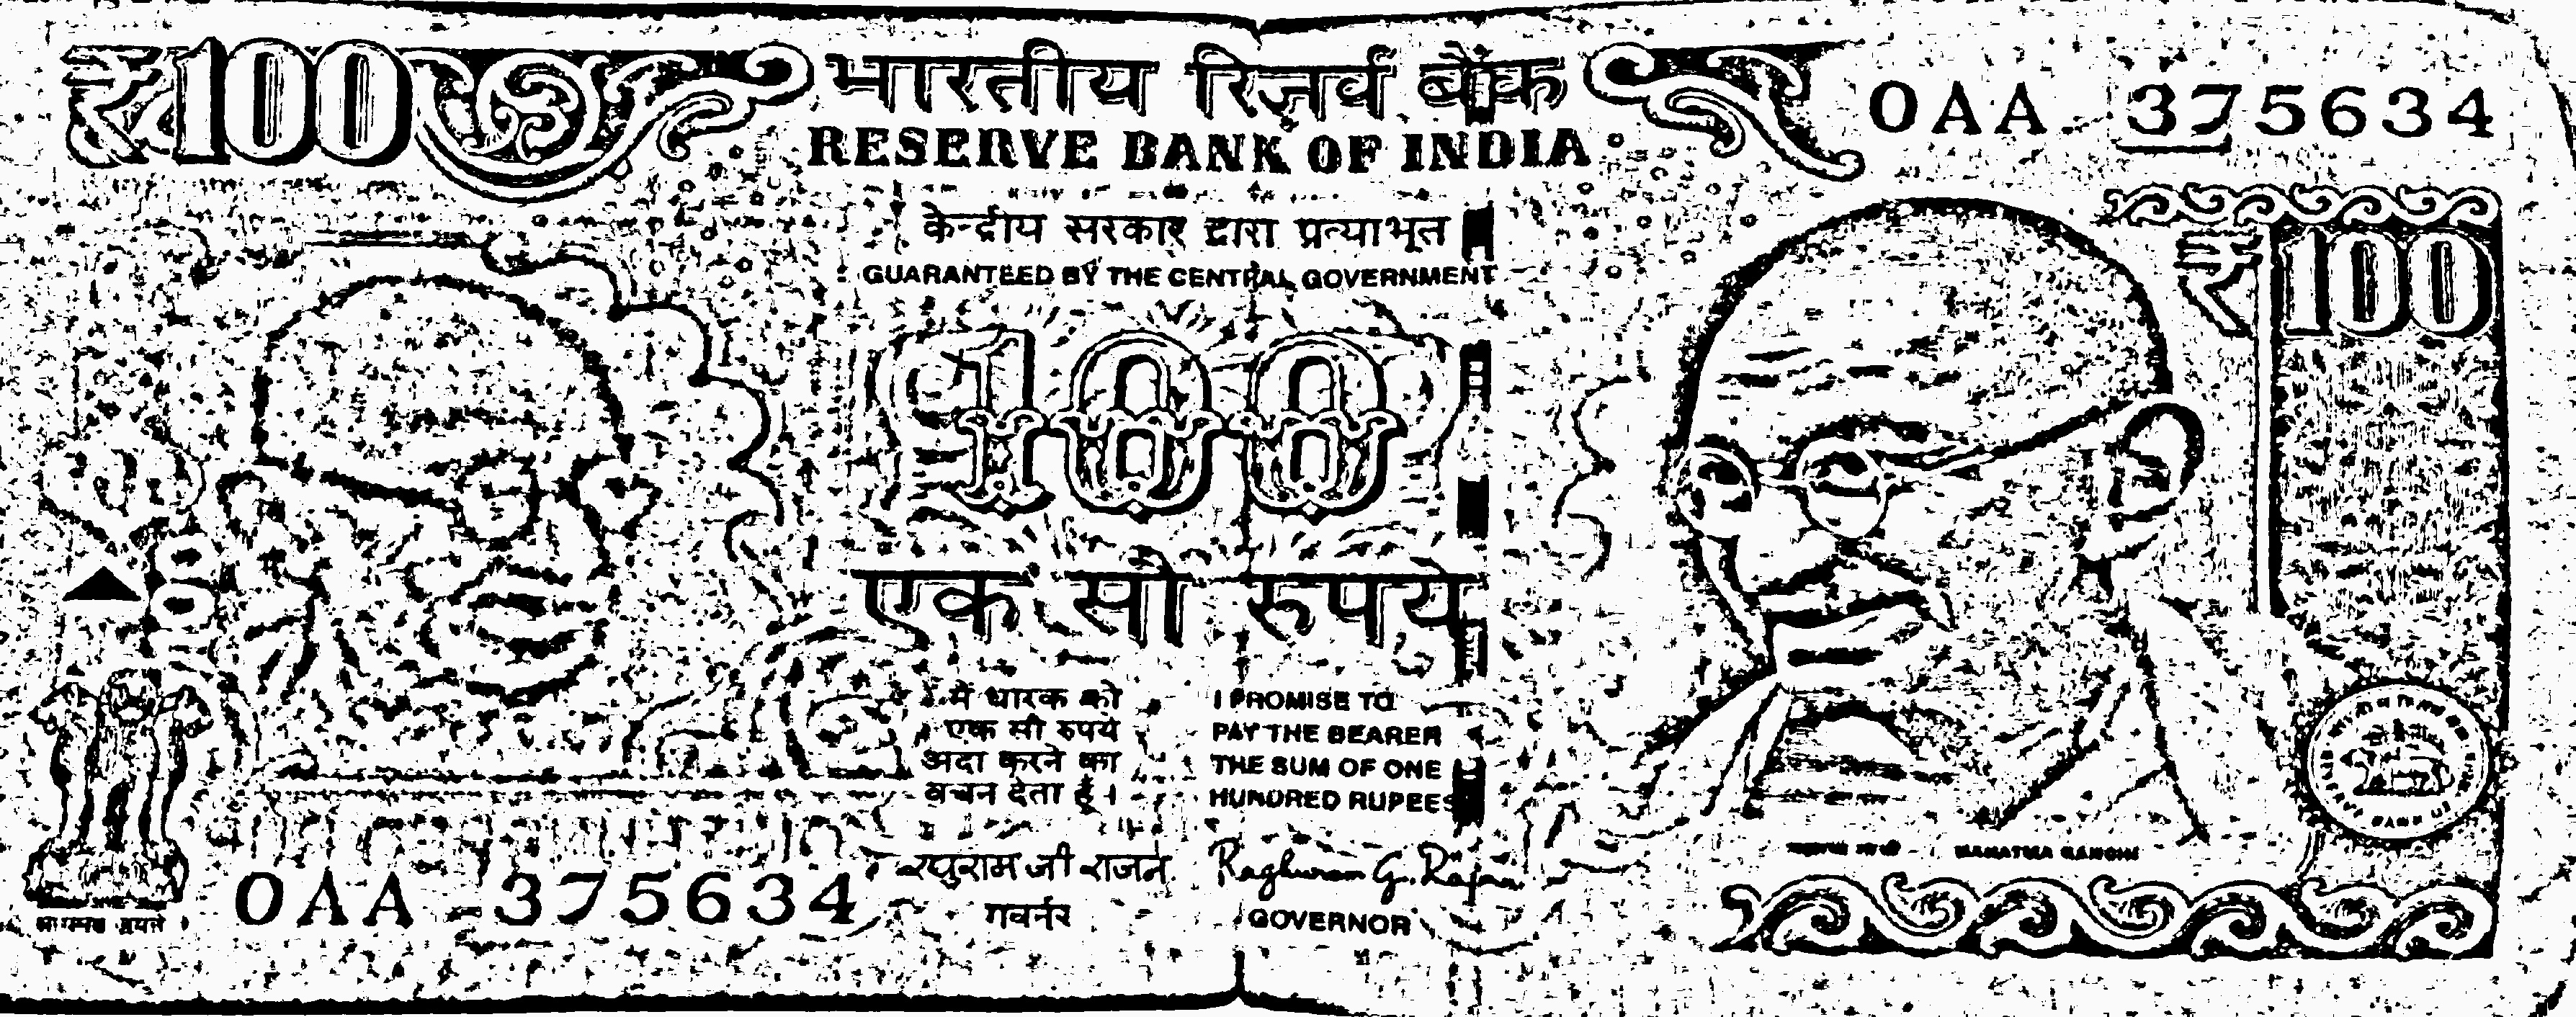 ₹100
भारतीय रिज़र्व बैंक
RESERVE BANK OF INDIA
0AA 375634
केन्द्रीय सरकार द्वारा प्रत्याभूत
GUARANTEED BY THE CENTRAL GOVERNMENT
₹100
१००
एक सौ रुपये
मैं धारक को
एक सौ रुपये
अदा करने का
वचन देता हूँ।
I PROMISE TO
PAY THE BEARER
THE SUM OF ONE
HUNDRED RUPEES
रघुराम जी राजन
गवर्नर
Raghuram G. Rajan
GOVERNOR
MAHATMA GANDHI
सत्यमेव जयते
0AA 375634